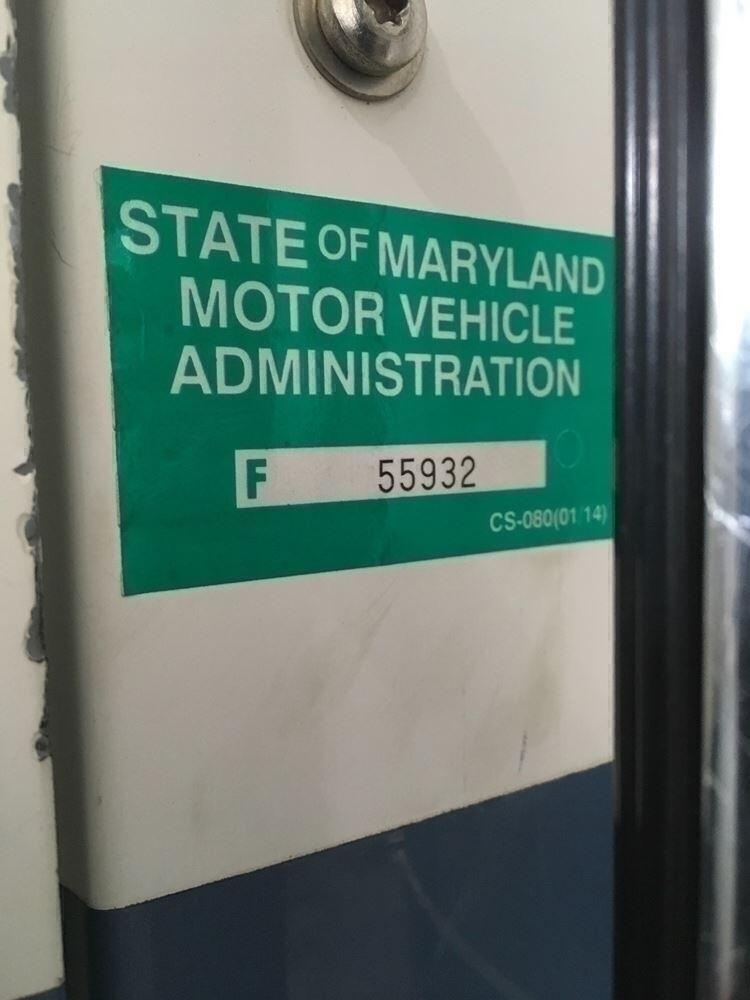 STATE OF MARYLAND
MOTOR VEHICLE
ADMINISTRATION
F 55932
CS-080(01/14)